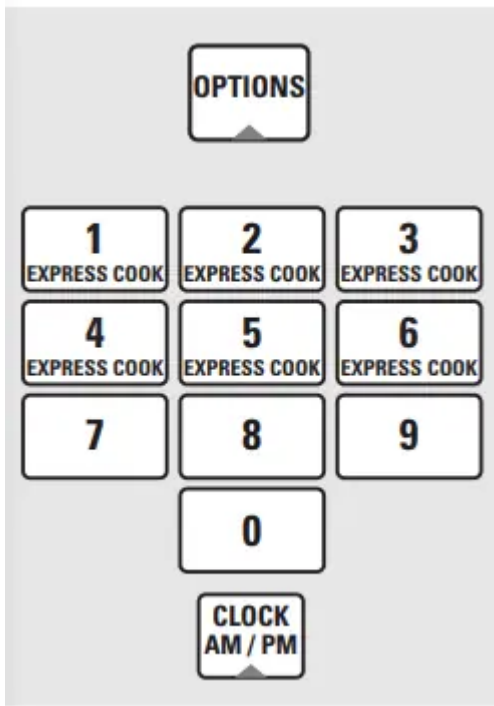 OPTIONS
1 2 3
EXPRESS COOK EXPRESS COOK EXPRESS COOK
4 5 6
EXPRESS COOK EXPRESS COOK EXPRESS COOK
7 8 9
0
CLOCK
AM / PM